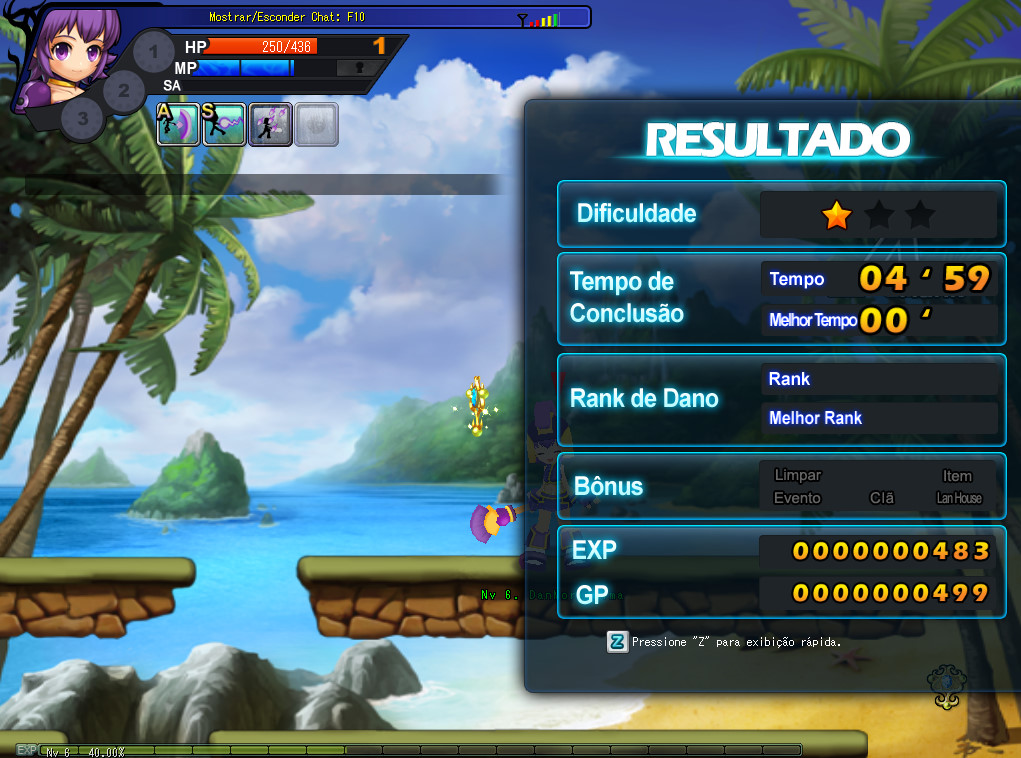 Mostrar/Esconder Chat: F10
HP 250/436 1
MP
SA
1
2
3
A S
RESULTADO
Dificuldade
Tempo de Conclusão
Tempo 04 ‘ 59
Melhor Tempo 00 ‘
Rank de Dano
Rank
Melhor Rank
Bônus
Limpar Item
Evento Clã Lan House
EXP 0000000483
GP 0000000499
Nv 6.
Z Pressione "Z" para exibição rápida.
EXP Nv 6 40.00%